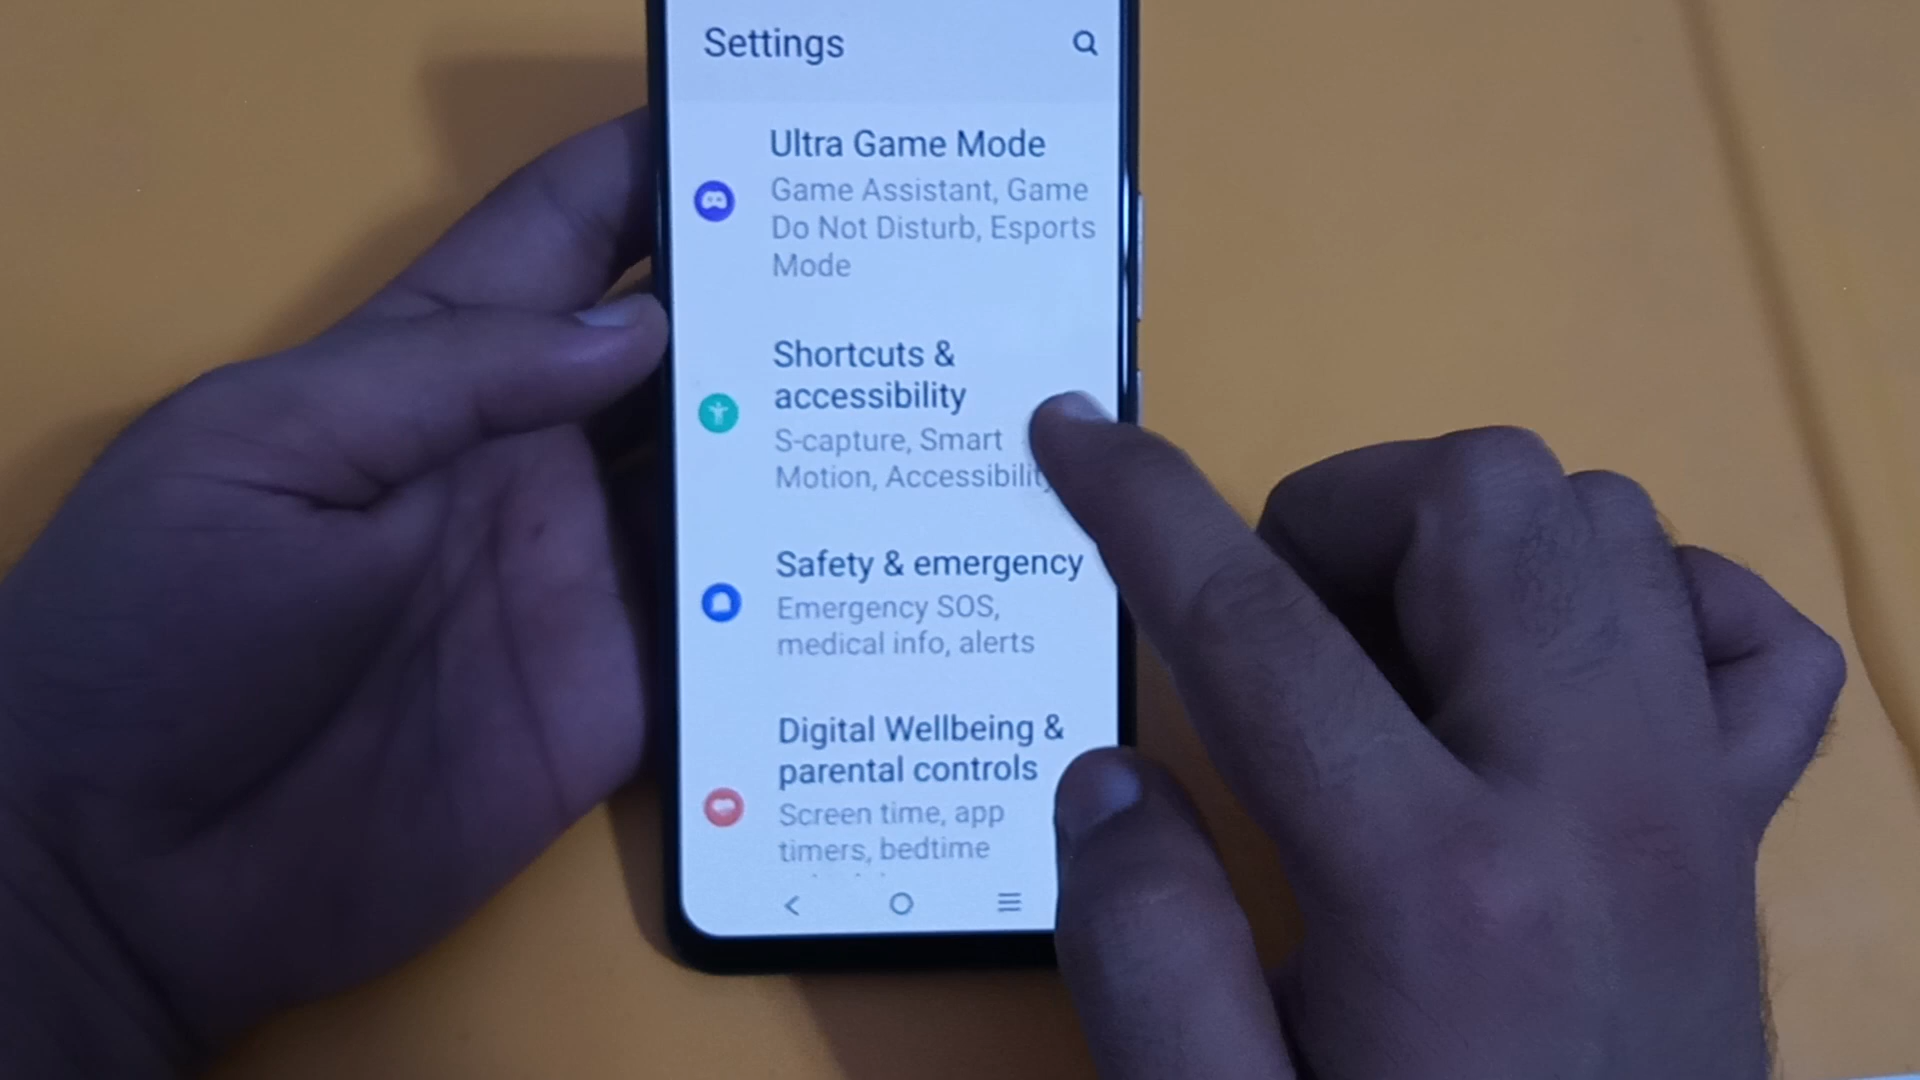 Settings
Ultra Game Mode
Game Assistant, Game
Do Not Disturb, Esports
Mode
Shortcuts &
accessibility
S-capture, Smart
Motion, Accessibility
Safety & emergency
Emergency SOS,
medical info, alerts
Digital Wellbeing &
parental controls
Screen time, app
timers, bedtime